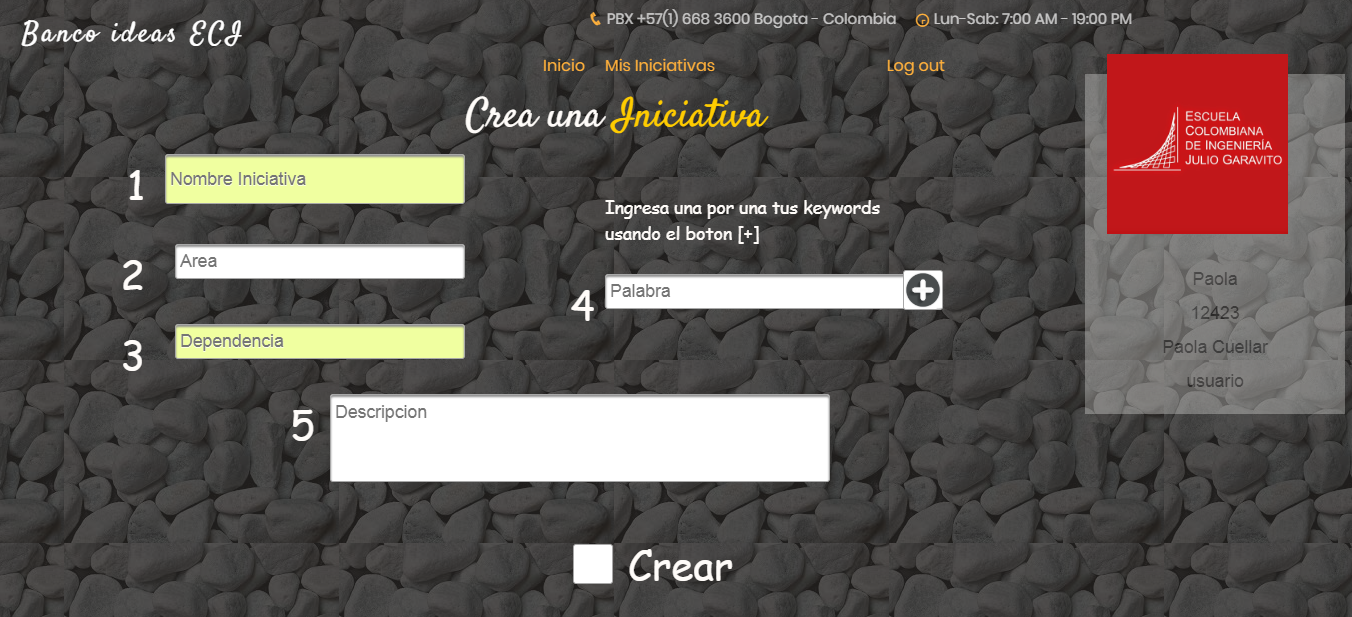 Banco ideas ECI
PBX +57(1) 668 3600 Bogota - Colombia
Lun-Sab: 7:00 AM - 19:00 PM
Inicio
Mis Iniciativas
Log out
Crea una Iniciativa
ESCUELA
COLOMBIANA
DE INGENIERÍA
JULIO GARAVITO
1
Nombre Iniciativa
2
Area
3
Dependencia
Ingresa una por una tus keywords
usando el boton [+]
4
Palabra
5
Descripcion
Crear
Paola
12423
Paola Cuellar
usuario